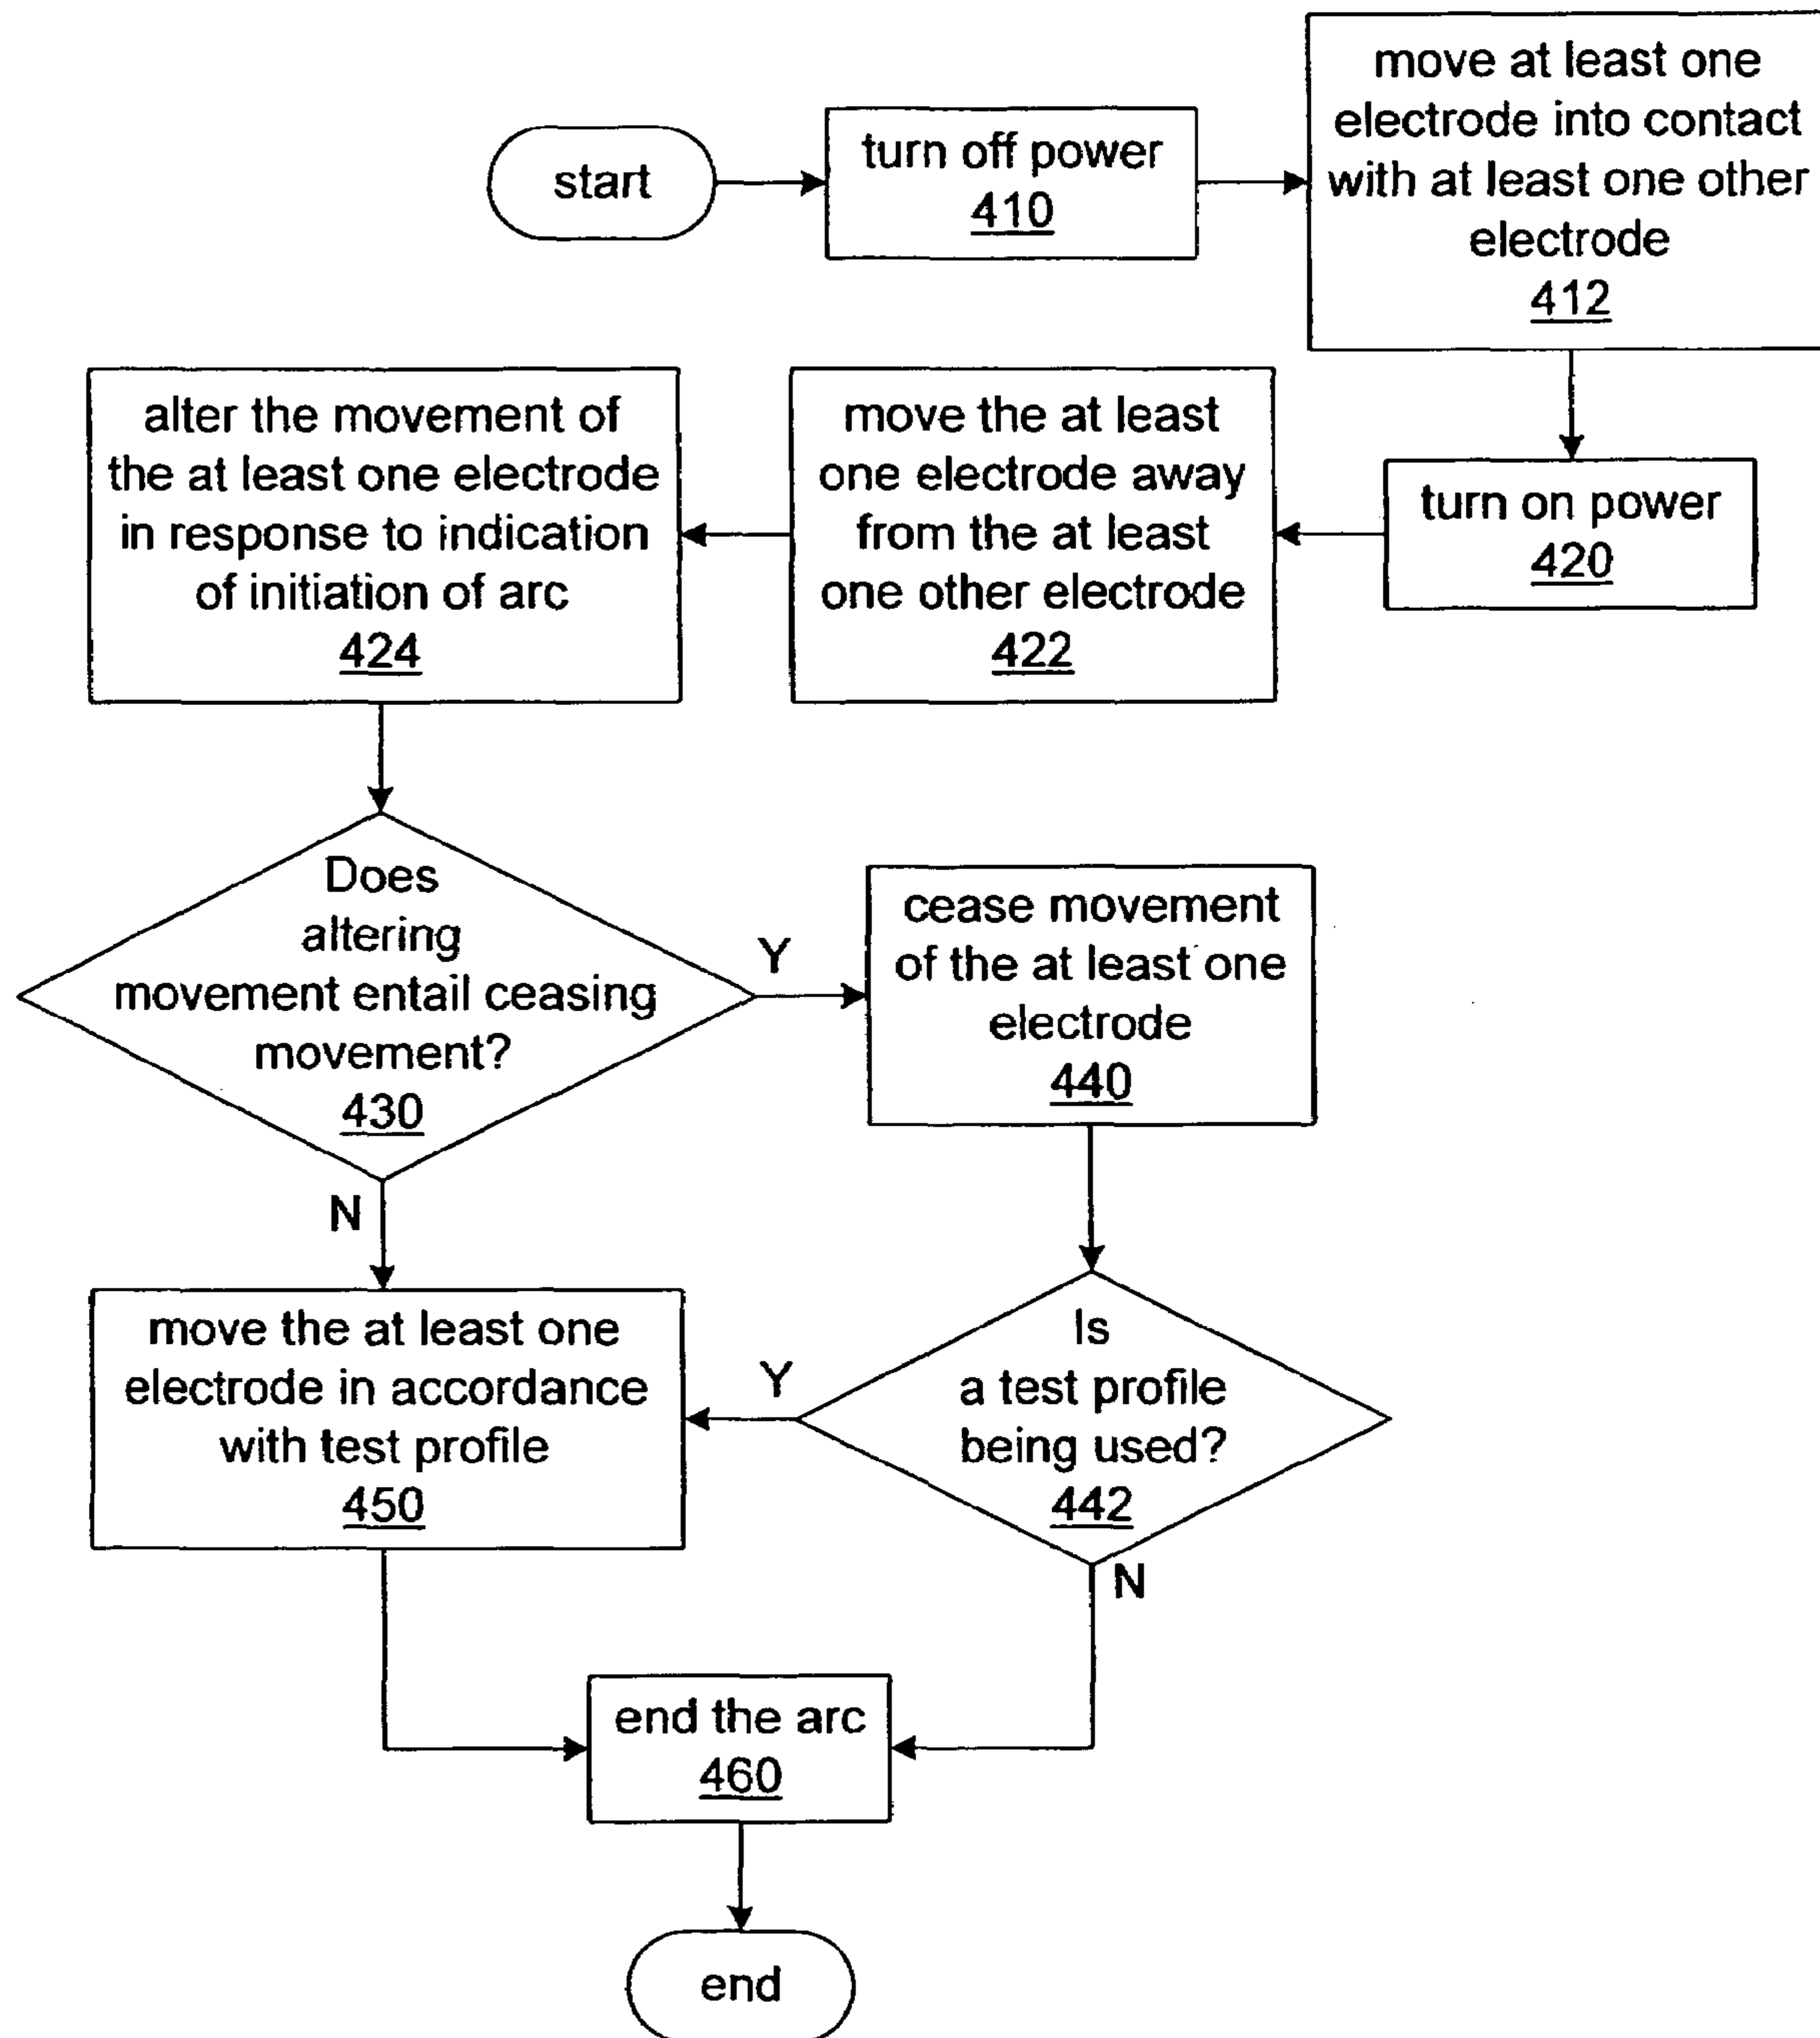 start
turn off power
410
move at least one
electrode into contact
with at least one other
electrode
412
turn on power
420
move the at least
one electrode away
from the at least
one other electrode
422
alter the movement of
the at least one electrode
in response to indication
of initiation of arc
424
Does
altering
movement entail ceasing
movement?
430
Y
N
cease movement
of the at least one
electrode
440
Is
a test profile
being used?
442
Y
N
move the at least one
electrode in accordance
with test profile
450
end the arc
460
end